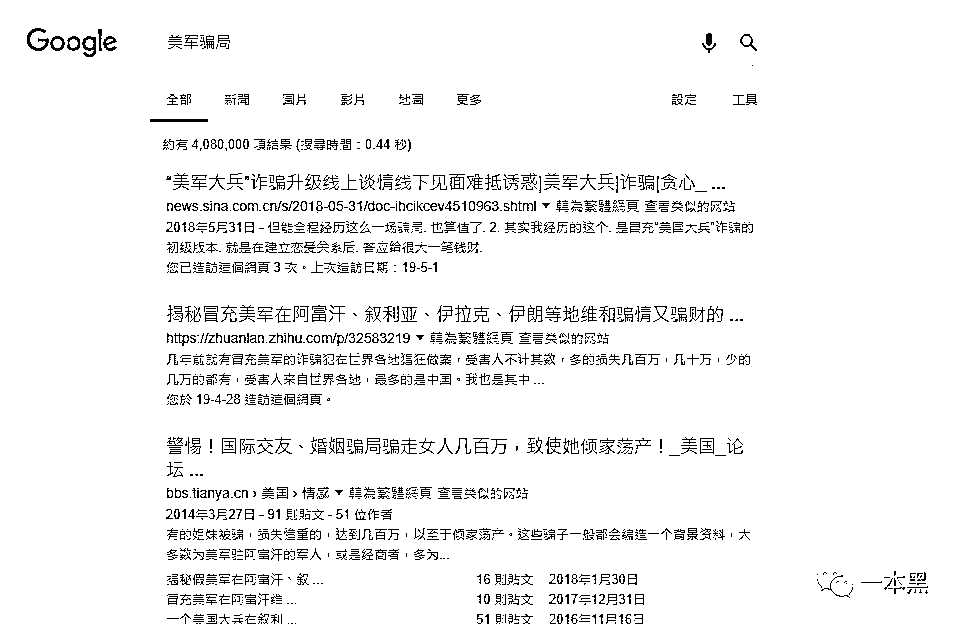 Google 美军骗局
全部 新聞 圖片 影片 地圖 更多 設定 工具
約有 4,080,000 項結果 (搜尋時間：0.44 秒)
“美军大兵”诈骗升级线上谈情线下见面难抵诱惑|美军大兵|诈骗|贪心_ ...
news.sina.com.cn/s/2018-05-31/doc-ihcikcev4510963.shtml ▼ 轉為繁體網頁 查看类似的网站
2018年5月31日 - 但能全程经历这么一场骗局. 也算值了. 2. 其实我经历的这个. 是冒充“美国大兵”诈骗的
初级版本. 就是在建立恋爱关系后. 答应给很大一笔钱财.
您已造訪這個網頁 3 次。上次造訪日期：19-5-1
揭秘冒充美军在阿富汗、叙利亚、伊拉克、伊朗等地维和骗情又骗财的 ...
https://zhuanlan.zhihu.com/p/32583219 ▼ 轉為繁體網頁 查看类似的网站
几年前就有冒充美军的诈骗犯在世界各地猖狂做案，受害人不计其数，多的损失几百万，几十万，少的
几万的都有，受害人来自世界各地，最多的是中国。我也是其中 ...
您於 19-4-28 造訪這個網頁。
警惕！国际交友、婚姻骗局骗走女人几百万，致使她倾家荡产！_美国_论
坛 ...
bbs.tianya.cn › 美国 › 情感 ▼ 轉為繁體網頁 查看类似的网站
2014年3月27日 - 91 則貼文 - 51 位作者
有的姐妹被骗，损失惨重的，达到几百万，以至于倾家荡产。这些骗子一般都会编造一个背景资料，大
多数为美军驻阿富汗的军人，或是经商者，多为...
揭秘假美军在阿富汗、叙 ... 16 則貼文 2018年1月30日
冒充美军在阿富汗维 ... 10 則貼文 2017年12月31日
一个美国大兵在叙利 ... 51 則貼文 2016年11月16日
一本黑